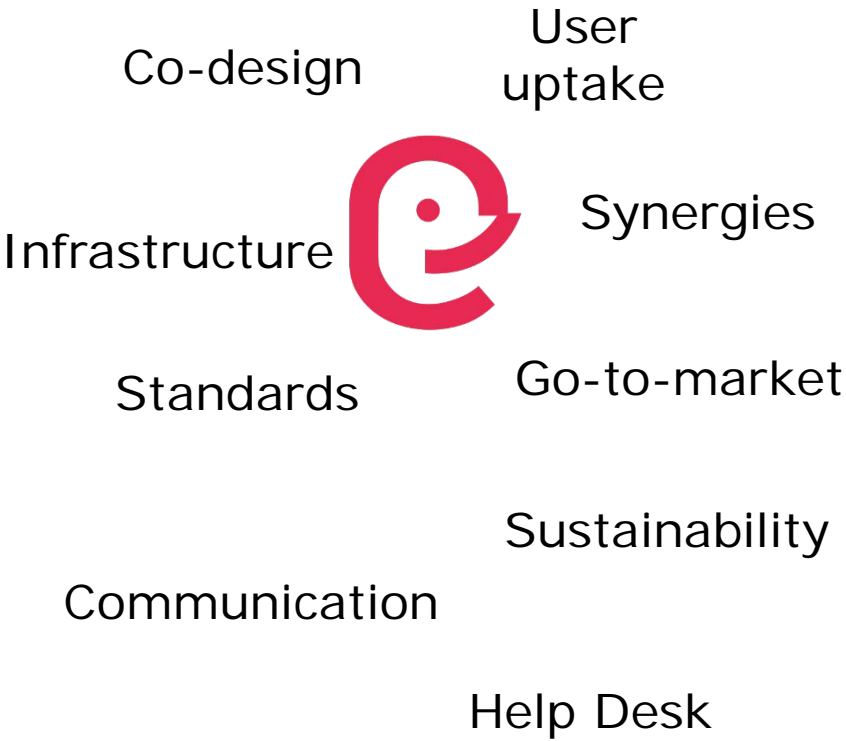 Co-design
User
uptake
Synergies
Infrastructure
Go-to-market
Standards
Sustainability
Communication
Help Desk